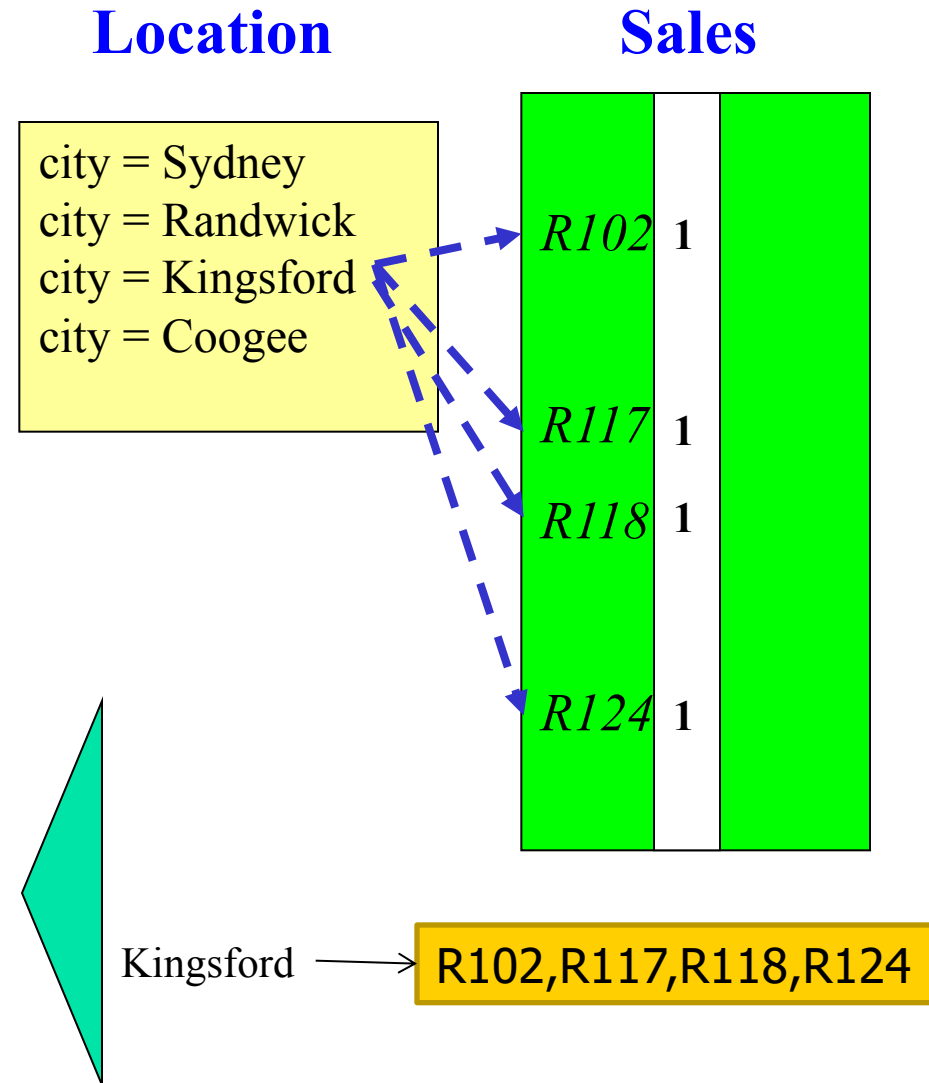 Location
Sales
city = Sydney
city = Randwick
city = Kingsford
city = Coogee
R102 1
R117 1
R118 1
R124 1
Kingsford
R102,R117,R118,R124